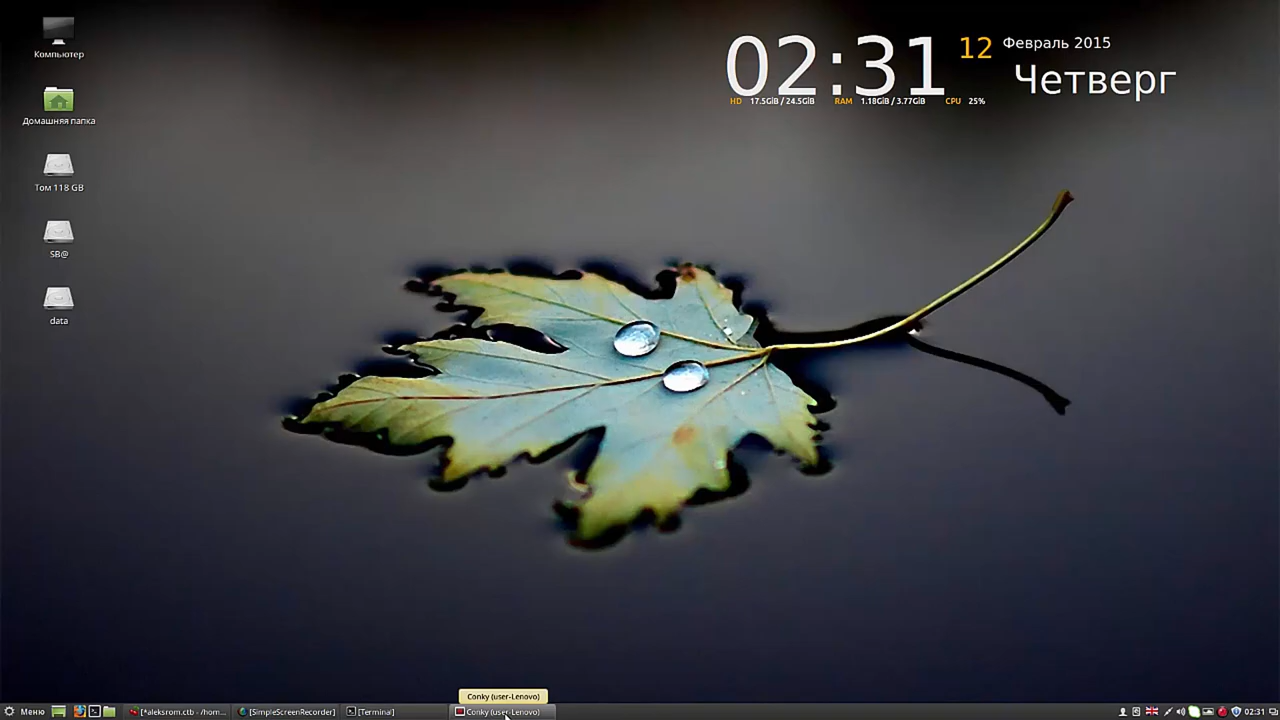 Компьютер
Домашняя папка
Том 118 GB
SB@
data
02:31
12
Февраль 2015
Четверг
HD 17.5GiB / 24.5GiB RAM 1.18GiB / 3.77GiB CPU 25%
Conky (user-Lenovo)
Меню
[*aleksrom.ctb - /hom...
[SimpleScreenRecorder]
[Terminal]
Conky (user-Lenovo)
02:31